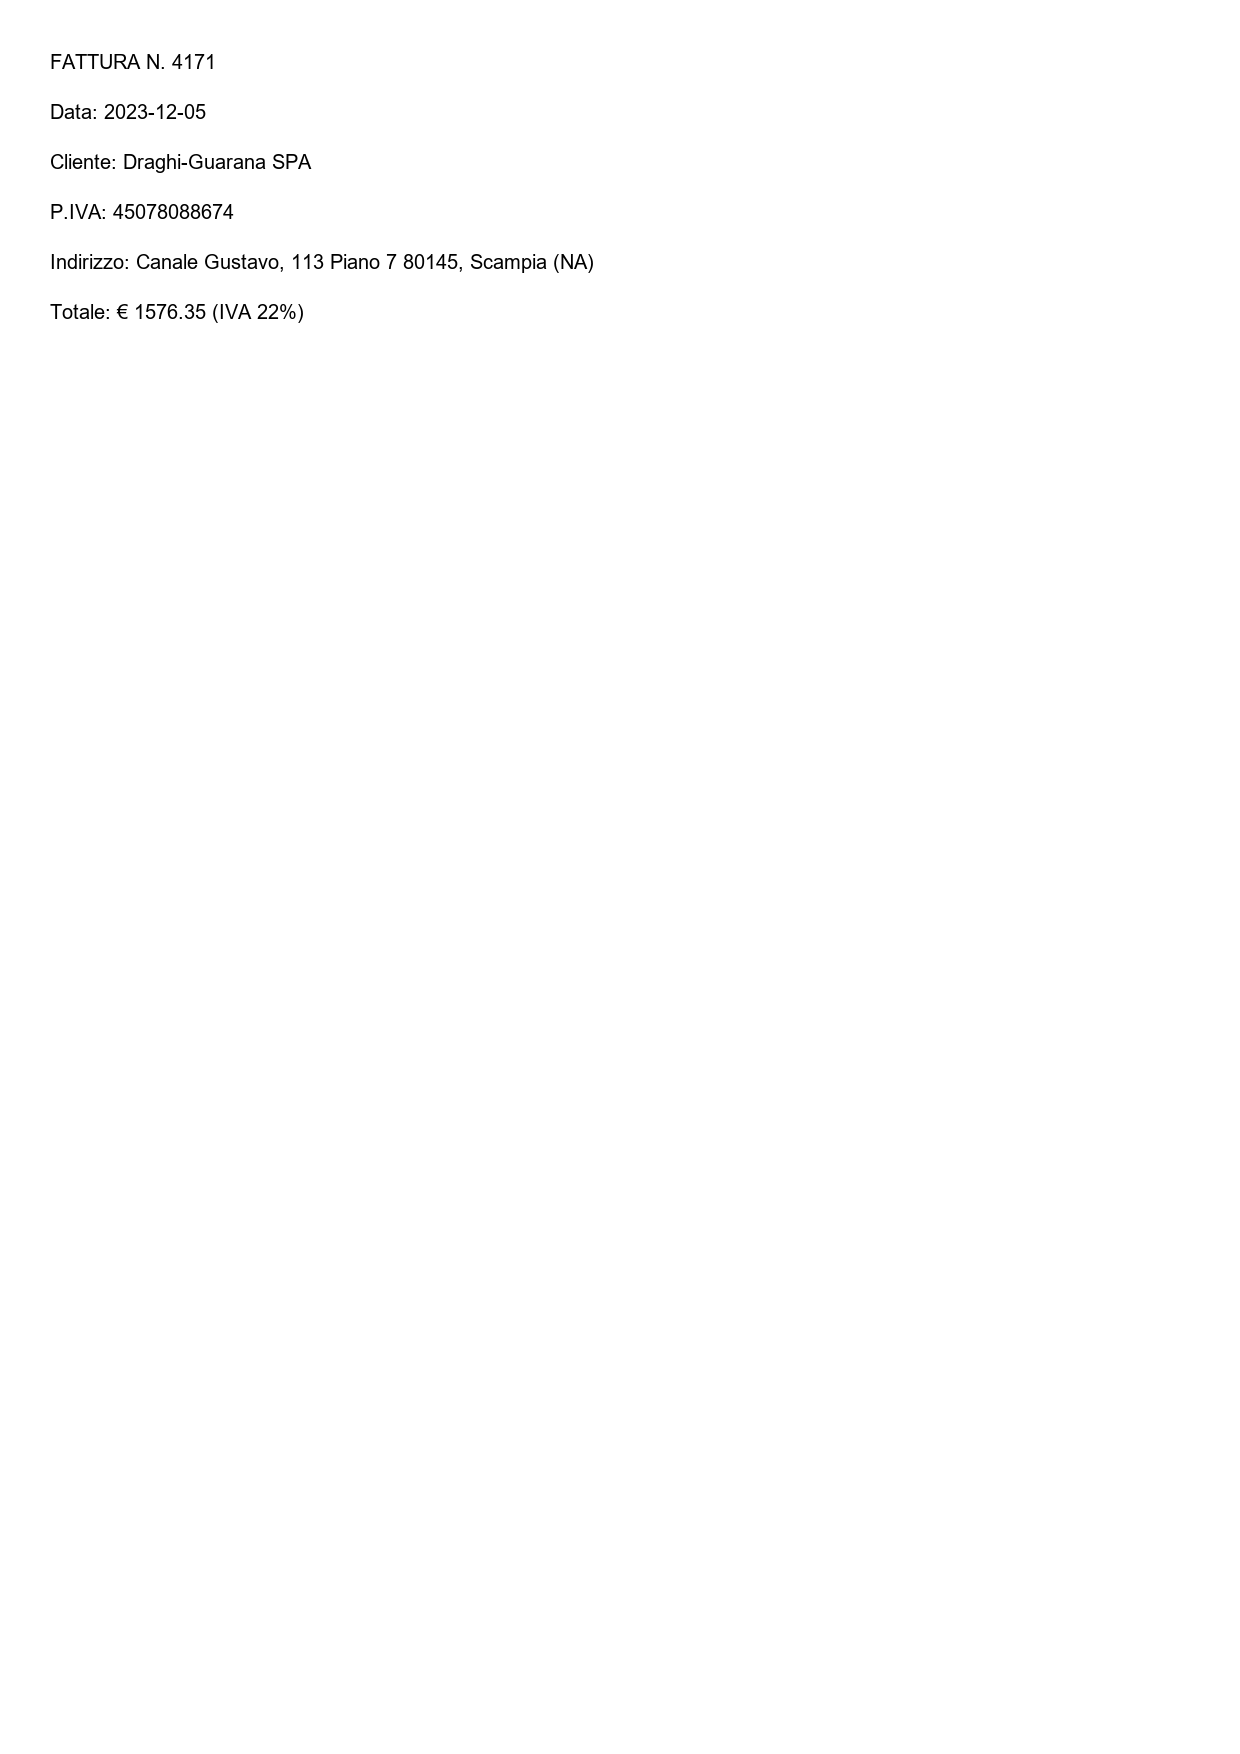 FATTURA N. 4171
Data: 2023-12-05
Cliente: Draghi-Guarana SPA
P.IVA: 45078088674
Indirizzo: Canale Gustavo, 113 Piano 7 80145, Scampia (NA)
Totale: € 1576.35 (IVA 22%)